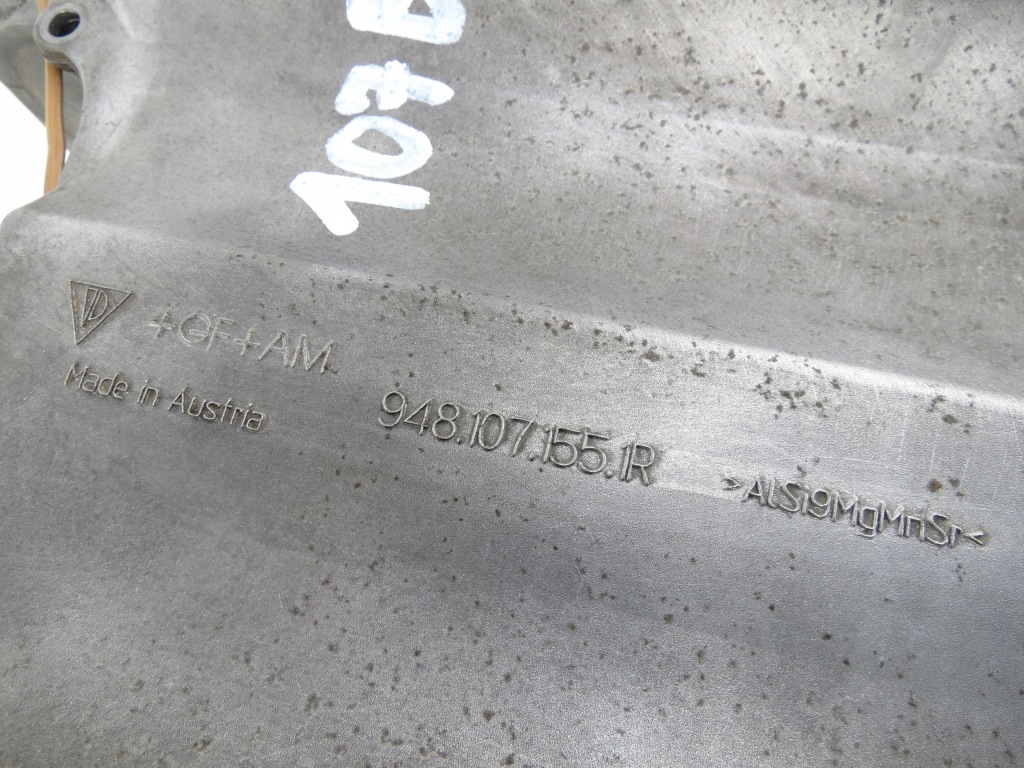 107
+GF+AM
Made in Austria
948.107.155.1R
>AlSi9MgMnSr<